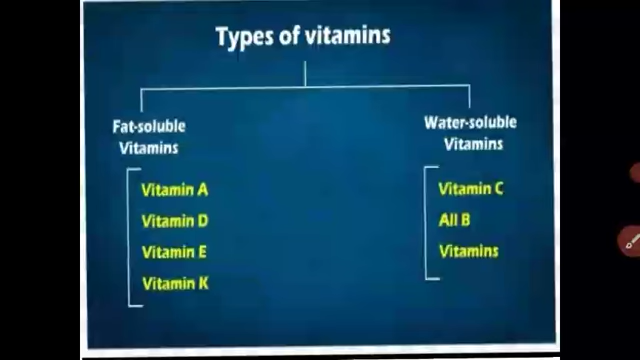 Types of vitamins
Fat-soluble
Vitamins
Vitamin A
Vitamin D
Vitamin E
Vitamin K
Water-soluble
Vitamins
Vitamin C
All B
Vitamins